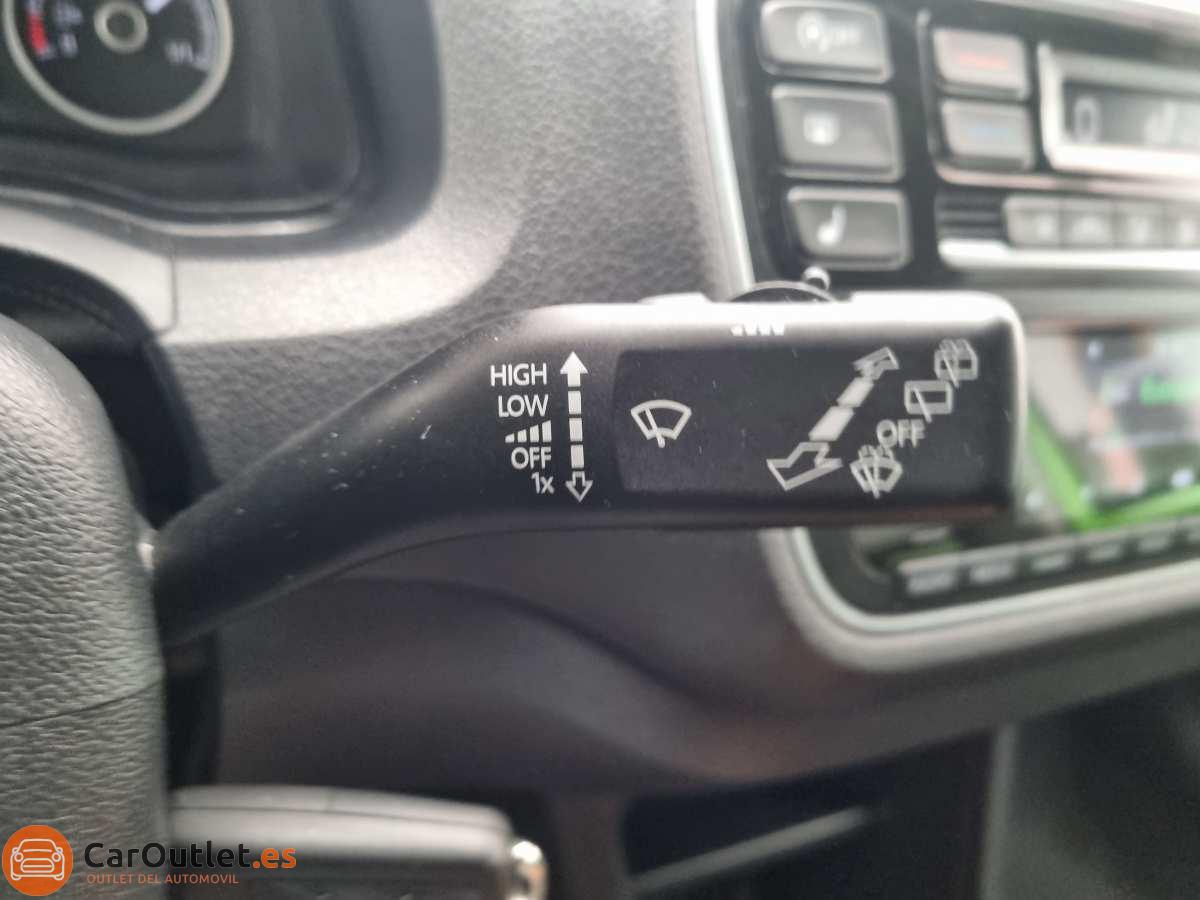 HIGH
LOW
OFF
1x
OFF
CarOutlet.es
OUTLET DEL AUTOMOVIL